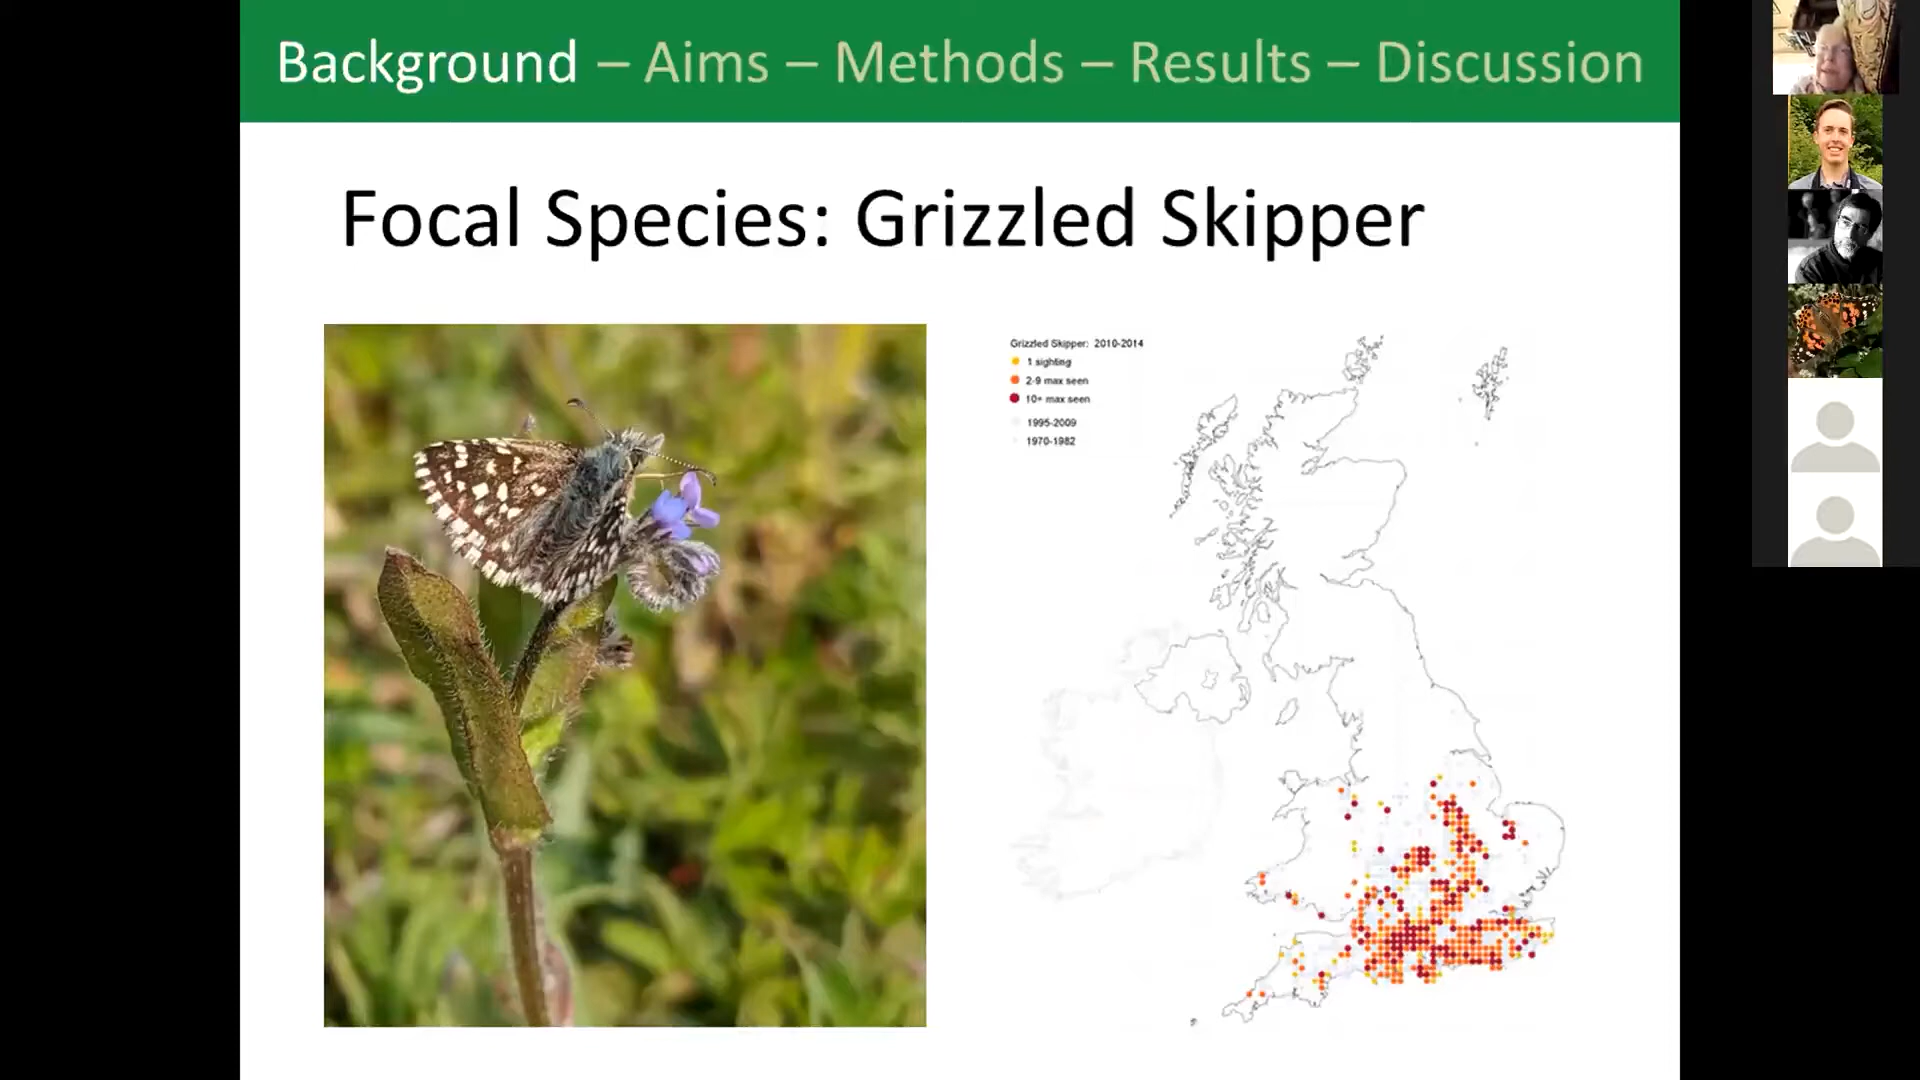 Background – Aims – Methods – Results – Discussion
Focal Species: Grizzled Skipper
Grizzled Skipper: 2010-2014
1 sighting
2-9 max seen
10+ max seen
1995-2009
1970-1982